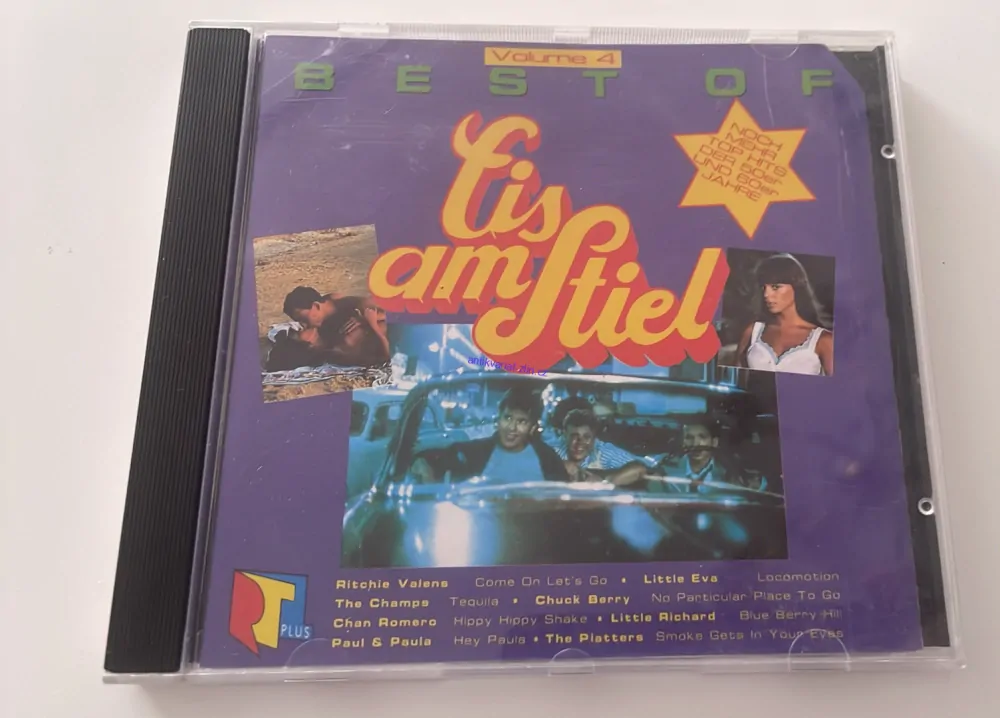 Volume 4
BEST OF
NOCH
MEHR
TOP HITS
DER 50er
UND 60er
JAHRE
Eis
am Stiel
Ritchie Valens Come On Let's Go • Little Eva Locomotion
The Champs Tequila • Chuck Berry No Particular Place To Go
Chan Romero Hippy Hippy Shake • Little Richard Blue Berry Hill
Paul & Paula Hey Paula • The Platters Smoke Gets In Your Eyes
RT PLUS